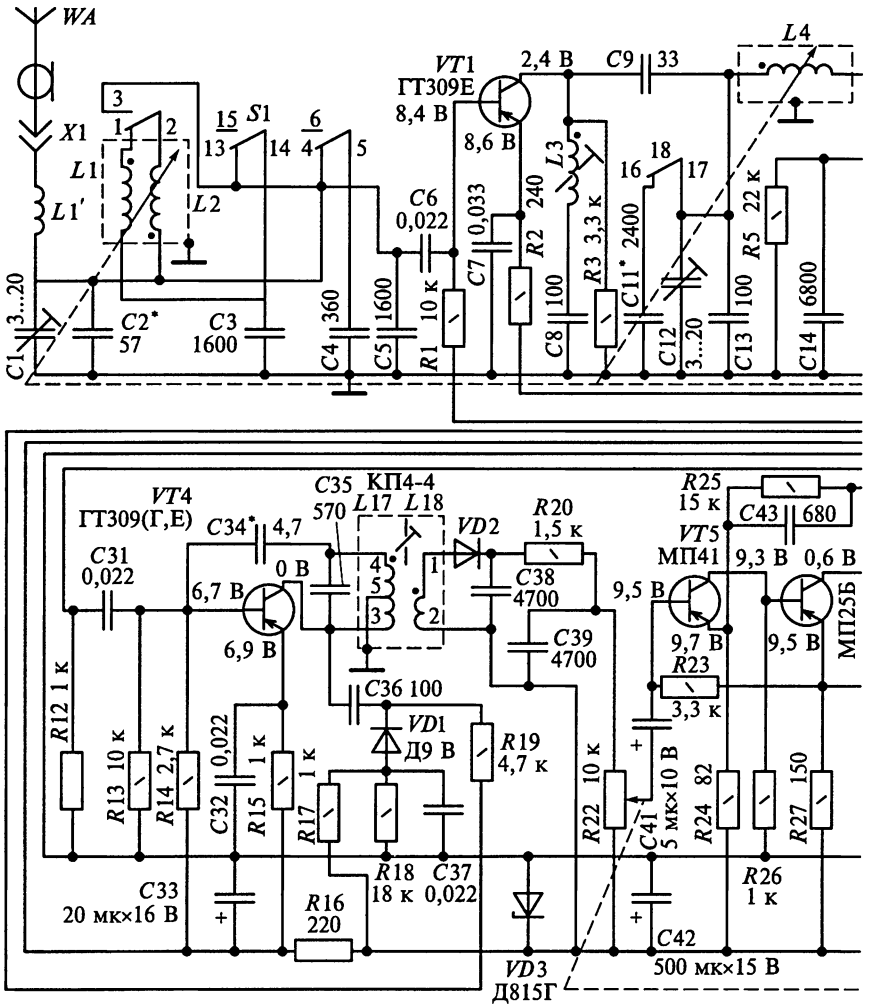 WA
X1
L1′
C1 3...20
3
1
2
L1
L2
15
S1
13
14
6
4
5
C2* 57
C3 1600
C4 360
C5 1600
C6 0,022
R1 10 к
VT1
ГТ309Е
8,4 В
2,4 В
8,6 В
C7 0,033
R2 240
C8 100
L3
R3 3,3 к
C9 33
C11* 2400
16
18
17
C12 3...20
C13 100
L4
R5 22 к
C14 6800
VT4
ГТ309(Г,Е)
C31
0,022
C34* 4,7
6,7 В
0 В
6,9 В
R12 1 к
R13 10 к
R14 2,7 к
C32 0,022
R15 1 к
C33
20 мк×16 В
R16
220
R17 1 к
C35
570
КП4-4
L17 L18
4
5
3
1
2
C36 100
VD1
Д9 В
R18
18 к
C37
0,022
R19
4,7 к
VD2
C38
4700
R20
1,5 к
C39
4700
R22 10 к
VD3
Д815Г
C41 5 мк×10 В
C42
500 мк×15 В
R23
3,3 к
R24 82
VT5
МП41
9,5 В
9,3 В
9,7 В
R25
15 к
C43 680
0,6 В
9,5 В
МП25Б
R26
1 к
R27 150